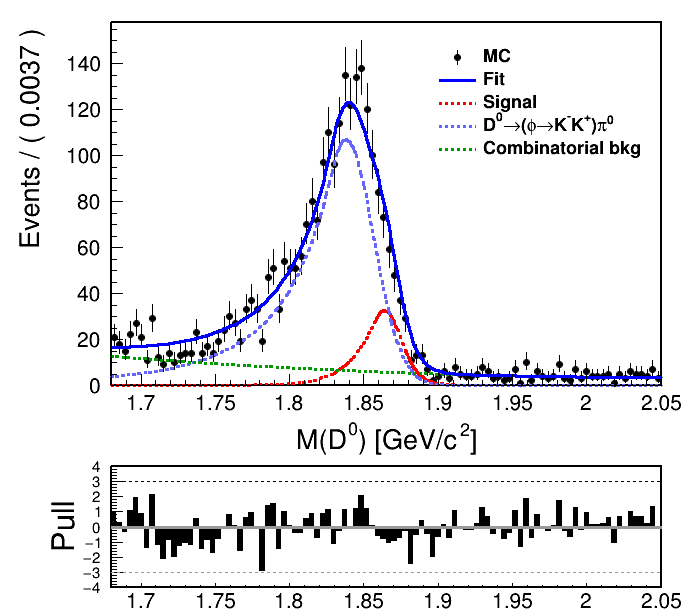 Events / ( 0.0037 )
140
120
100
80
60
40
20
0
MC
Fit
Signal
D⁰→(ϕ→K⁻K⁺)π⁰
Combinatorial bkg
1.7 1.75 1.8 1.85 1.9 1.95 2 2.05
M(D⁰) [GeV/c²]
Pull
4
3
2
1
0
−1
−2
−3
−4
1.7 1.75 1.8 1.85 1.9 1.95 2 2.05